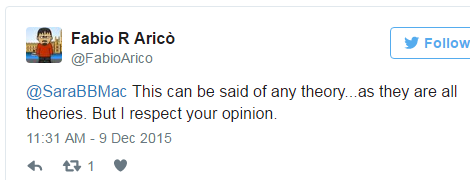 Fabio R Aricò
@FabioArico
Follow
@SaraBBMac This can be said of any theory...as they are all
theories. But I respect your opinion.
11:31 AM - 9 Dec 2015
1